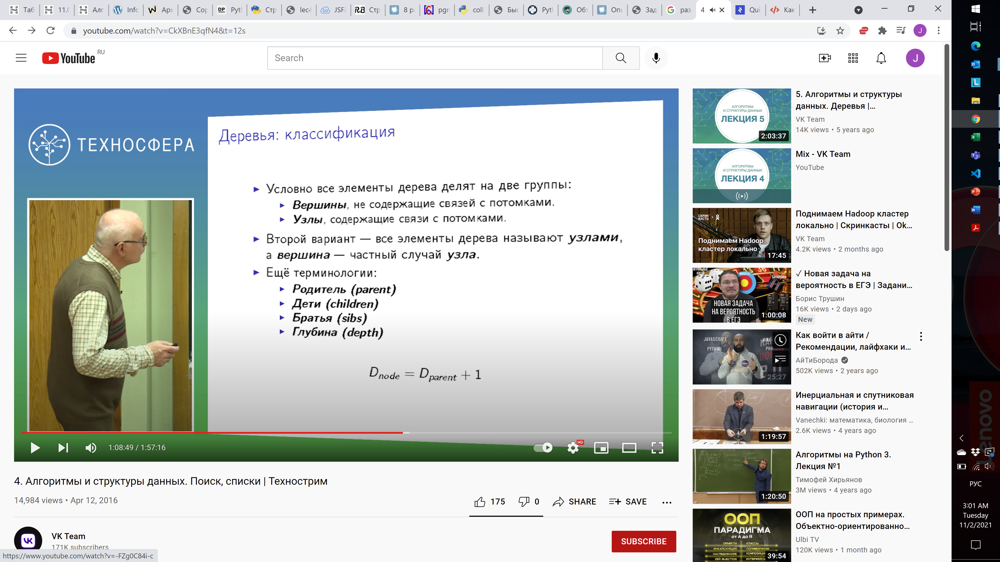 Таб
11.0
Алг
Info
Арх
Сор
DP Pyt
Стр
lec4
JSFi
Стр
8 ра
pgr
coll
Быс
Pyt
Об
Опи
Зад
раз
4.
Qui
Как
youtube.com/watch?v=CkXBnE3qfN4&t=12s
J
YouTube RU
Search
J
ТЕХНОСФЕРА
Деревья: классификация
Условно все элементы дерева делят на две группы:
Вершины, не содержащие связей с потомками.
Узлы, содержащие связи с потомками.
Второй вариант — все элементы дерева называют узлами,
а вершина — частный случай узла.
Ещё терминологии:
Родитель (parent)
Дети (children)
Братья (sibs)
Глубина (depth)
D_node = D_parent + 1
1:08:49 / 1:57:16
HD
4. Алгоритмы и структуры данных. Поиск, списки | Технострим
14,984 views • Apr 12, 2016
175
0
SHARE
SAVE
VK Team
171K subscribers
SUBSCRIBE
https://www.youtube.com/watch?v=-FZg0C84i-c
АЛГОРИТМЫ
И СТРУКТУРЫ ДАННЫХ
ЛЕКЦИЯ 5
2:03:37
5. Алгоритмы и структуры
данных. Деревья |...
VK Team
14K views • 5 years ago
АЛГОРИТМЫ
И СТРУКТУРЫ ДАННЫХ
ЛЕКЦИЯ 4
Mix - VK Team
YouTube
СКРИН
КАСТЫ
Поднимаем Hadoop
кластер локально
17:45
Поднимаем Hadoop кластер
локально | Скринкасты | Ok...
VK Team
4.2K views • 2 months ago
ИГРАЛЬНЫЕ
КОСТИ
МИШЕНЬ
БАТАРЕЙКИ
НОВАЯ ЗАДАЧА
НА ВЕРОЯТНОСТЬ
В ЕГЭ
1:00:08
✓ Новая задача на
вероятность в ЕГЭ | Задани...
Борис Трушин
16K views • 2 days ago
New
JAVASCRIPT
PYTHON
JAVA
PHP
25:27
Как войти в айти /
Рекомендации, лайфхаки и...
АйТиБорода
502K views • 2 years ago
1:19:57
Инерциальная и спутниковая
навигации (история и...
Vanechki: математика, биология ...
2.6K views • 4 years ago
1:20:50
Алгоритмы на Python 3.
Лекция №1
Тимофей Хирьянов
3M views • 4 years ago
ООП
ПАРАДИГМА
от А до Я
ОБЪЕКТЫ
КЛАССЫ
ИНКАПСУЛЯЦИЯ
ПОЛИМОРФИЗМ
НАСЛЕДОВАНИЕ
DEP. INJECTION
39:54
ООП на простых примерах.
Объектно-ориентированно...
Ulbi TV
120K views • 1 month ago
Lenovo
РУС
3:01 AM
Tuesday
11/2/2021